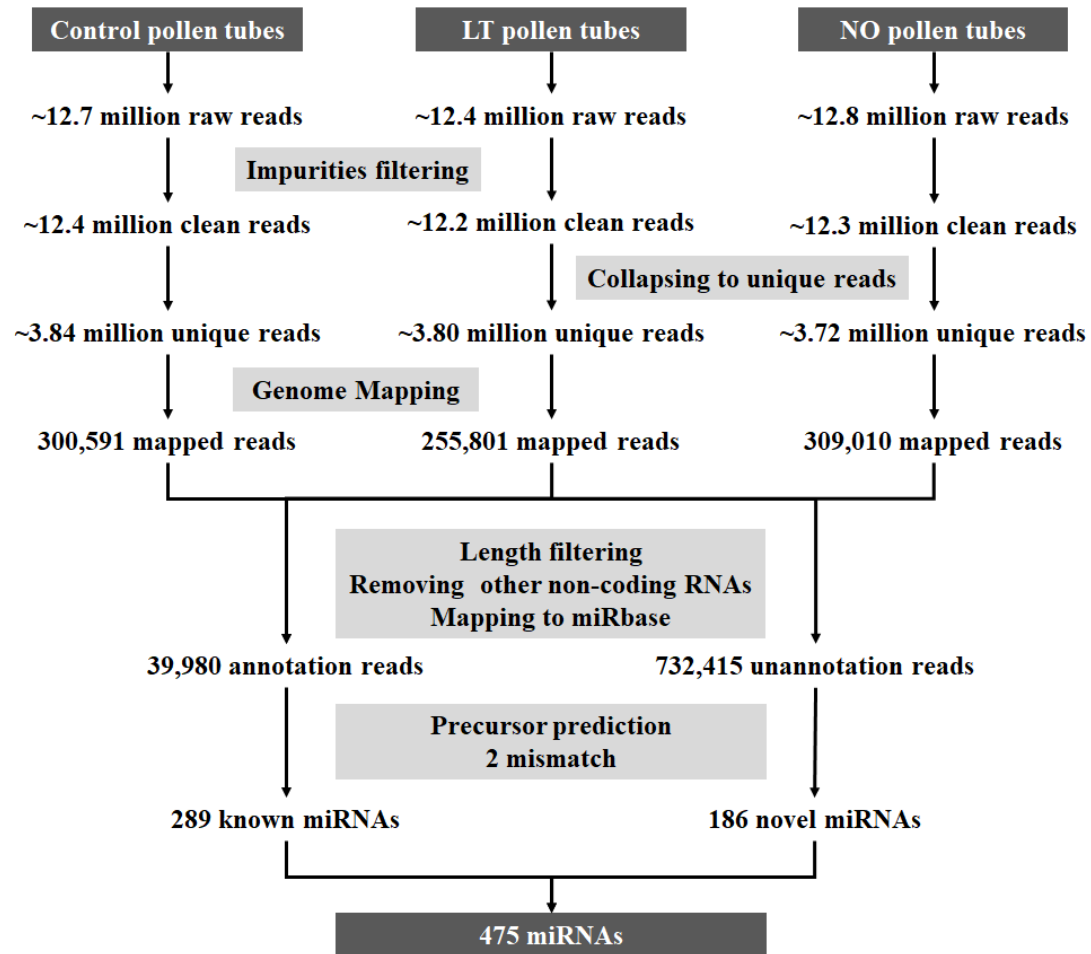 Control pollen tubes
LT pollen tubes
NO pollen tubes
~12.7 million raw reads
~12.4 million raw reads
~12.8 million raw reads
Impurities filtering
~12.4 million clean reads
~12.2 million clean reads
~12.3 million clean reads
Collapsing to unique reads
~3.84 million unique reads
~3.80 million unique reads
~3.72 million unique reads
Genome Mapping
300,591 mapped reads
255,801 mapped reads
309,010 mapped reads
Length filtering
Removing other non-coding RNAs
Mapping to miRbase
39,980 annotation reads
732,415 unannotation reads
Precursor prediction
2 mismatch
289 known miRNAs
186 novel miRNAs
475 miRNAs